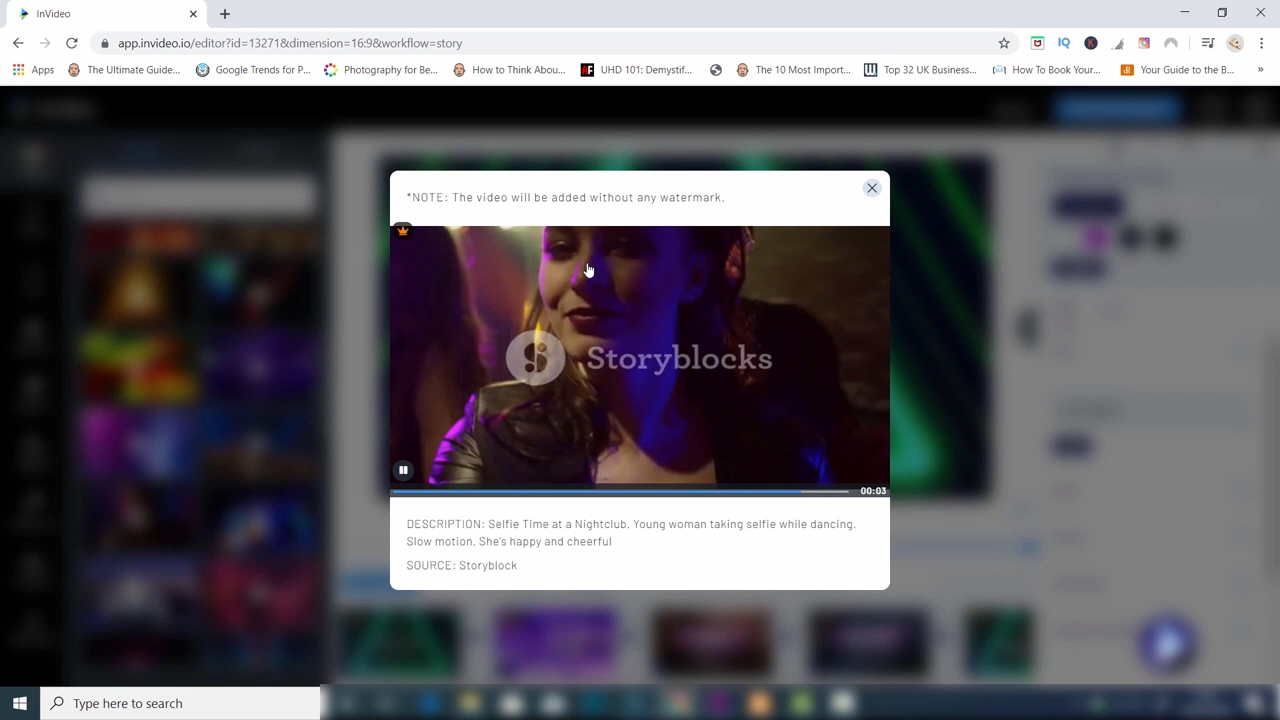 InVideo
app.invideo.io/editor?id=13271&dimension=16:9&workflow=story
Apps
The Ultimate Guide...
Google Trends for P...
Photography for Be...
How to Think Abou...
UHD 101: Demystif...
The 10 Most Import...
Top 32 UK Business...
How To Book Your...
Your Guide to the B...
*NOTE: The video will be added without any watermark.
Storyblocks
00:03
DESCRIPTION: Selfie Time at a Nightclub. Young woman taking selfie while dancing.
Slow motion. She's happy and cheerful
SOURCE: Storyblock
Type here to search